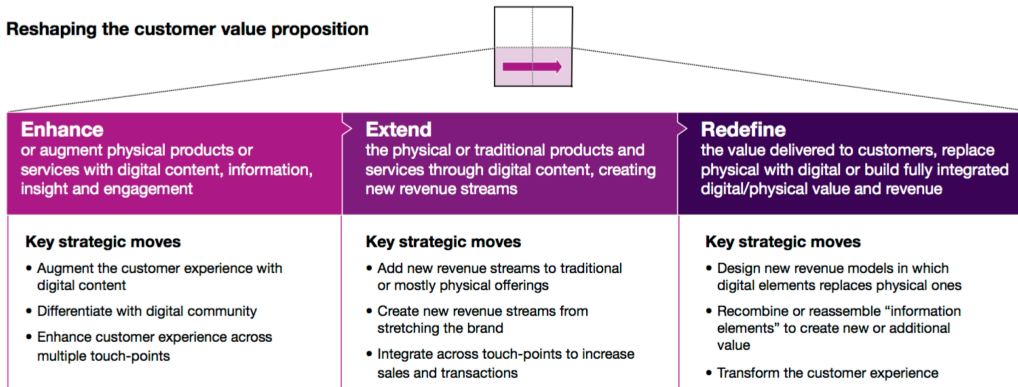 Reshaping the customer value proposition
Enhance
or augment physical products or
services with digital content, information,
insight and engagement
Key strategic moves
• Augment the customer experience with
digital content
• Differentiate with digital community
• Enhance customer experience across
multiple touch-points
Extend
the physical or traditional products and
services through digital content, creating
new revenue streams
Key strategic moves
• Add new revenue streams to traditional
or mostly physical offerings
• Create new revenue streams from
stretching the brand
• Integrate across touch-points to increase
sales and transactions
Redefine
the value delivered to customers, replace
physical with digital or build fully integrated
digital/physical value and revenue
Key strategic moves
• Design new revenue models in which
digital elements replaces physical ones
• Recombine or reassemble “information
elements” to create new or additional
value
• Transform the customer experience